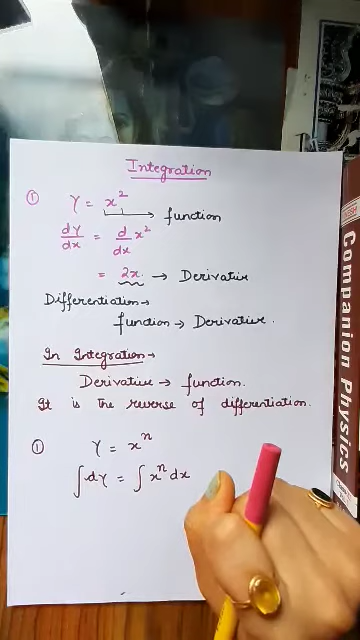 Integration
① Y = x²
function
dY/dx = d/dx x²
= 2x. → Derivative
Differentiation →
function → Derivative.
In Integration →
Derivative → function.
It is the reverse of differentiation.
① Y = xⁿ
∫dY = ∫xⁿ dx
Companion Physics